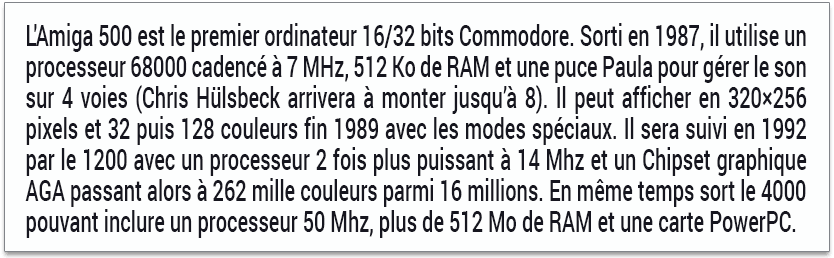 L'Amiga 500 est le premier ordinateur 16/32 bits Commodore. Sorti en 1987, il utilise un
processeur 68000 cadencé à 7 MHz, 512 Ko de RAM et une puce Paula pour gérer le son
sur 4 voies (Chris Hülsbeck arrivera à monter jusqu'à 8). Il peut afficher en 320×256
pixels et 32 puis 128 couleurs fin 1989 avec les modes spéciaux. Il sera suivi en 1992
par le 1200 avec un processeur 2 fois plus puissant à 14 Mhz et un Chipset graphique
AGA passant alors à 262 mille couleurs parmi 16 millions. En même temps sort le 4000
pouvant inclure un processeur 50 Mhz, plus de 512 Mo de RAM et une carte PowerPC.